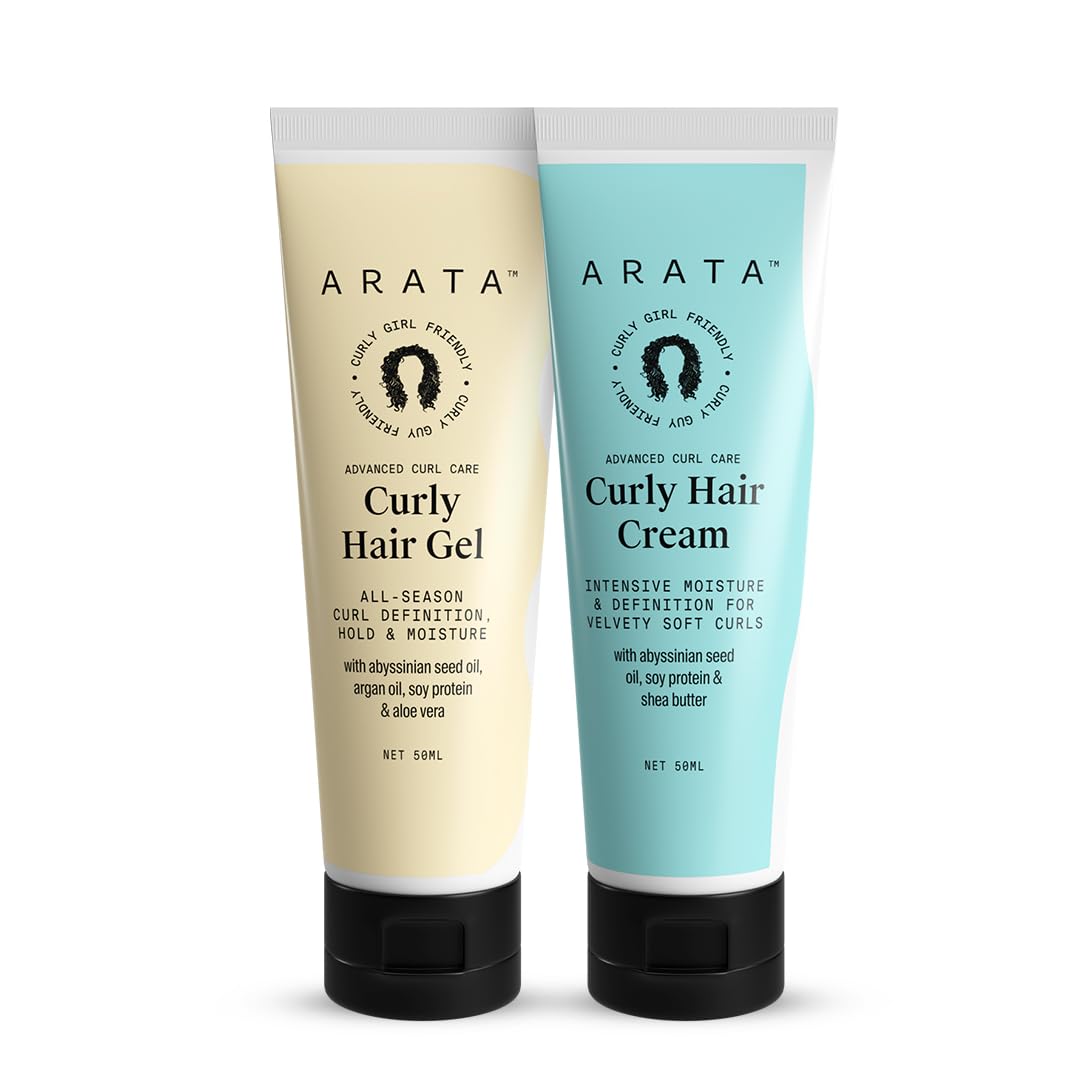 ARATA™
CURLY GIRL FRIENDLY • CURLY GUY FRIENDLY •
ADVANCED CURL CARE
Curly
Hair Gel
ALL-SEASON
CURL DEFINITION,
HOLD & MOISTURE
with abyssinian seed oil,
argan oil, soy protein
& aloe vera
NET 50ML
ARATA™
CURLY GIRL FRIENDLY • CURLY GUY FRIENDLY •
ADVANCED CURL CARE
Curly Hair
Cream
INTENSIVE MOISTURE
& DEFINITION FOR
VELVETY SOFT CURLS
with abyssinian seed
oil, soy protein &
shea butter
NET 50ML